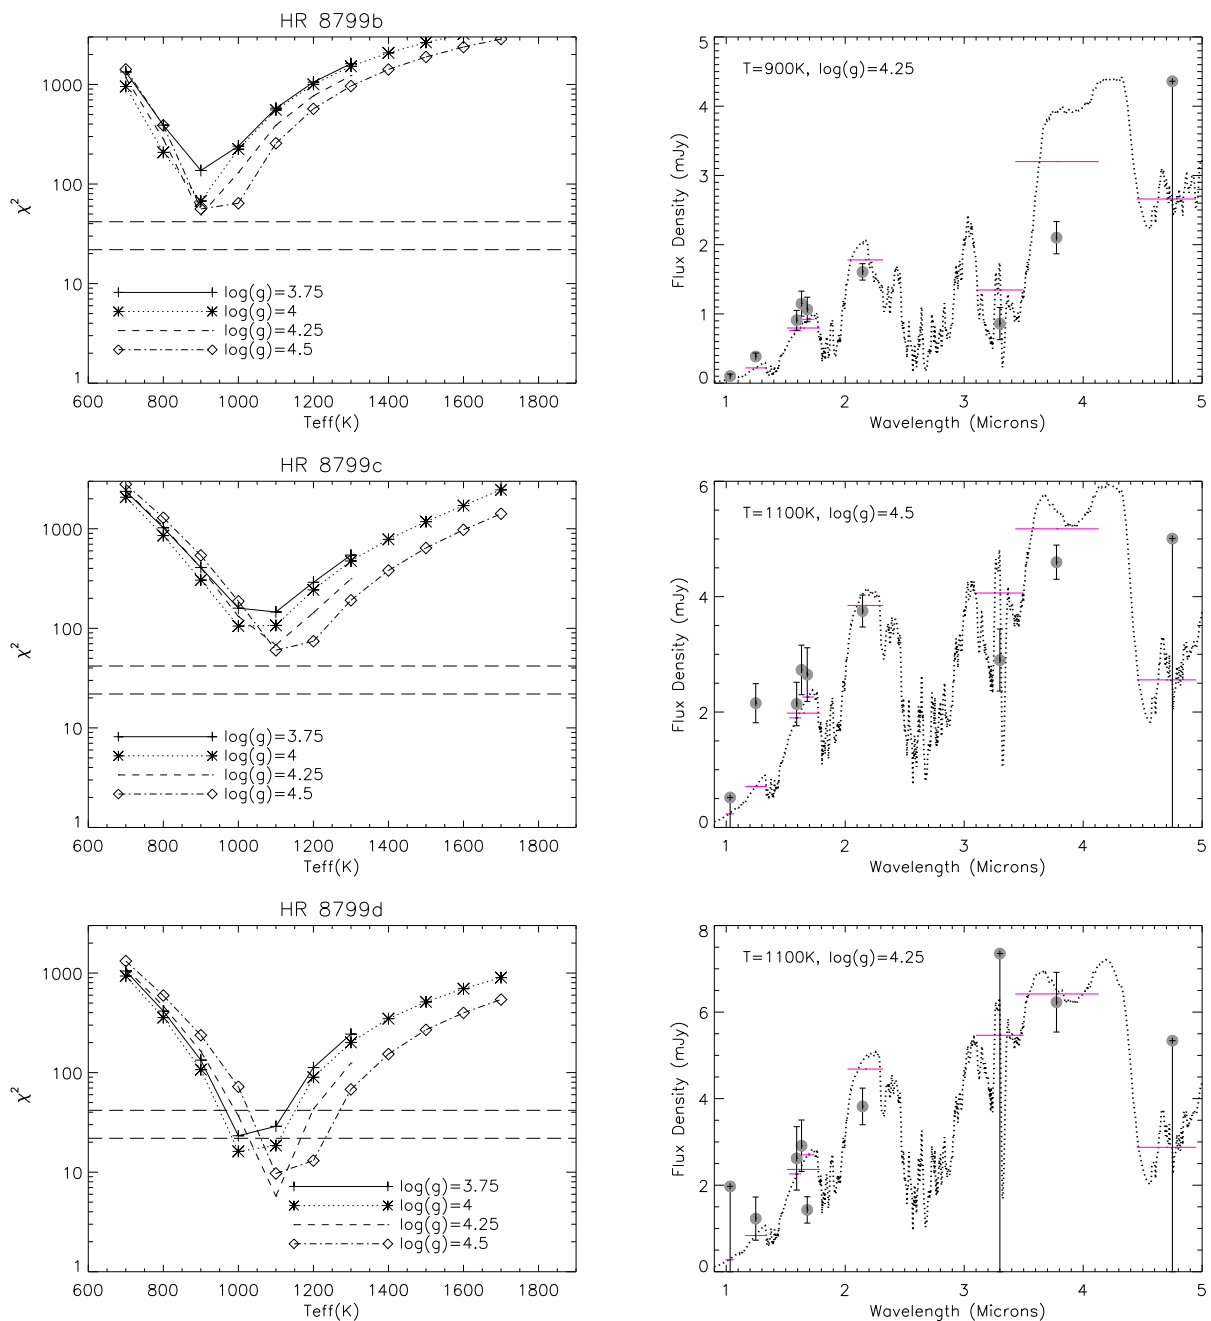 HR 8799b
1000
100
10
1
χ²
log(g)=3.75
log(g)=4
log(g)=4.25
log(g)=4.5
600 800 1000 1200 1400 1600 1800
Teff(K)
T=900K, log(g)=4.25
5
4
3
2
1
0
Flux Density (mJy)
1 2 3 4 5
Wavelength (Microns)
HR 8799c
1000
100
10
1
χ²
log(g)=3.75
log(g)=4
log(g)=4.25
log(g)=4.5
600 800 1000 1200 1400 1600 1800
Teff(K)
T=1100K, log(g)=4.5
6
4
2
0
Flux Density (mJy)
1 2 3 4 5
Wavelength (Microns)
HR 8799d
1000
100
10
1
χ²
log(g)=3.75
log(g)=4
log(g)=4.25
log(g)=4.5
600 800 1000 1200 1400 1600 1800
Teff(K)
T=1100K, log(g)=4.25
8
6
4
2
0
Flux Density (mJy)
1 2 3 4 5
Wavelength (Microns)